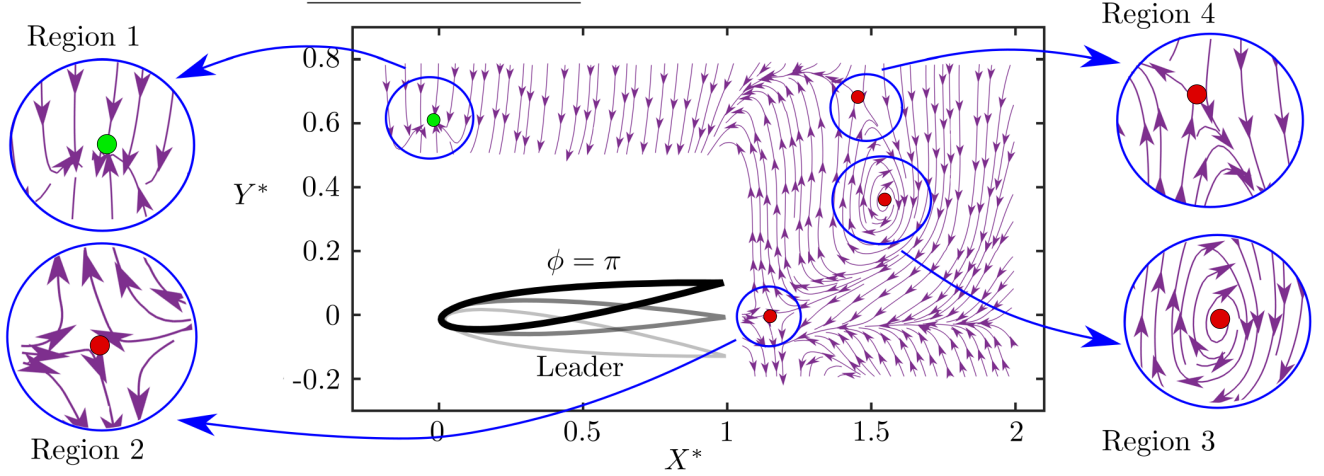 Region 1
Region 4
0.8
0.6
Y*
0.4
0.2
ϕ = π
0
Leader
-0.2
0
0.5
1
1.5
2
X*
Region 2
Region 3